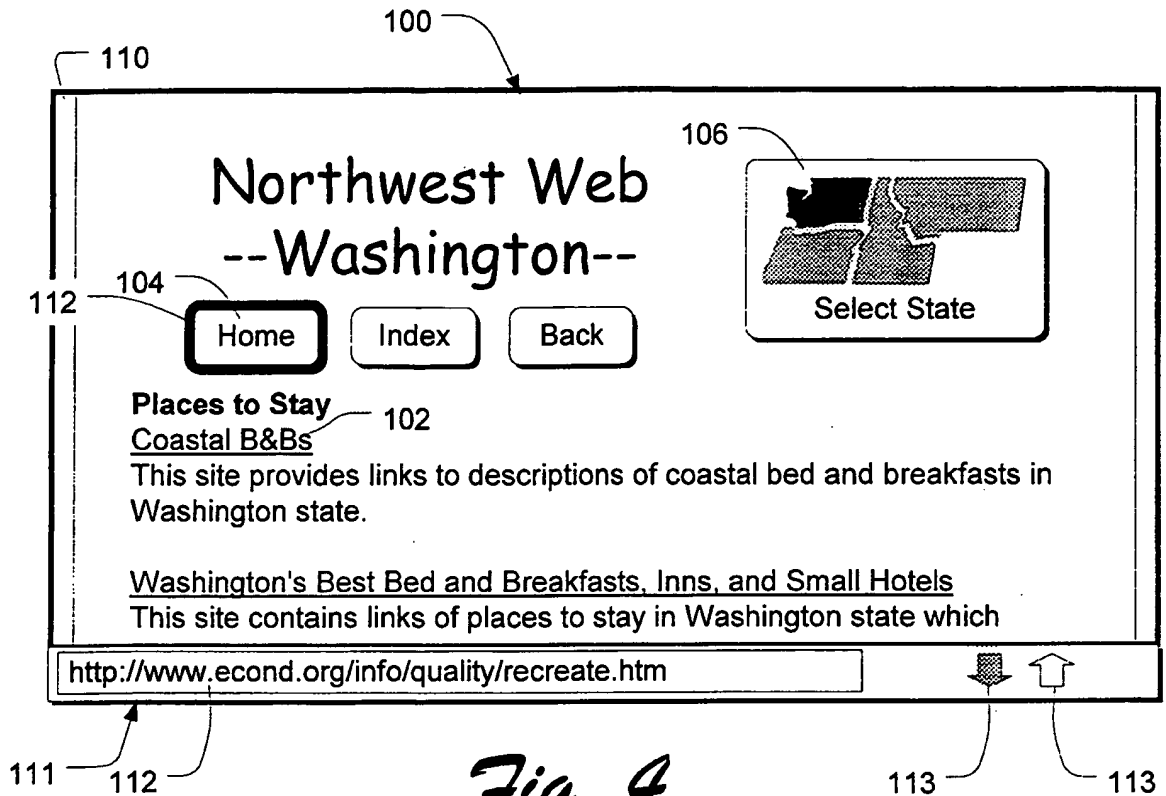 100
110
106
Northwest Web
--Washington--
104
112
Home Index Back
Select State
Places to Stay
102
Coastal B&Bs
This site provides links to descriptions of coastal bed and breakfasts in
Washington state.
Washington's Best Bed and Breakfasts, Inns, and Small Hotels
This site contains links of places to stay in Washington state which
http://www.econd.org/info/quality/recreate.htm
111 112 113 113
Fig. 4